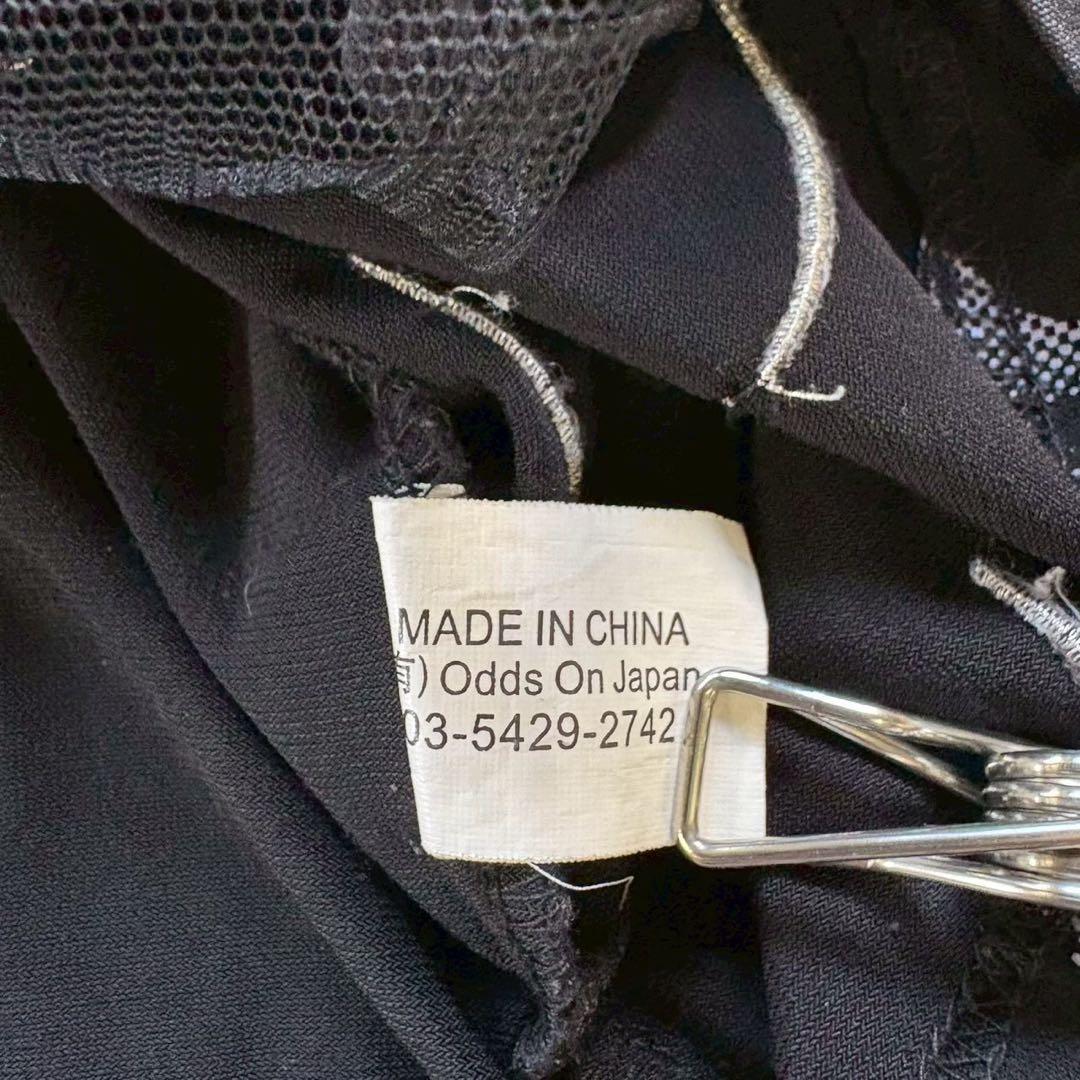 MADE IN CHINA
有) Odds On Japan
03-5429-2742